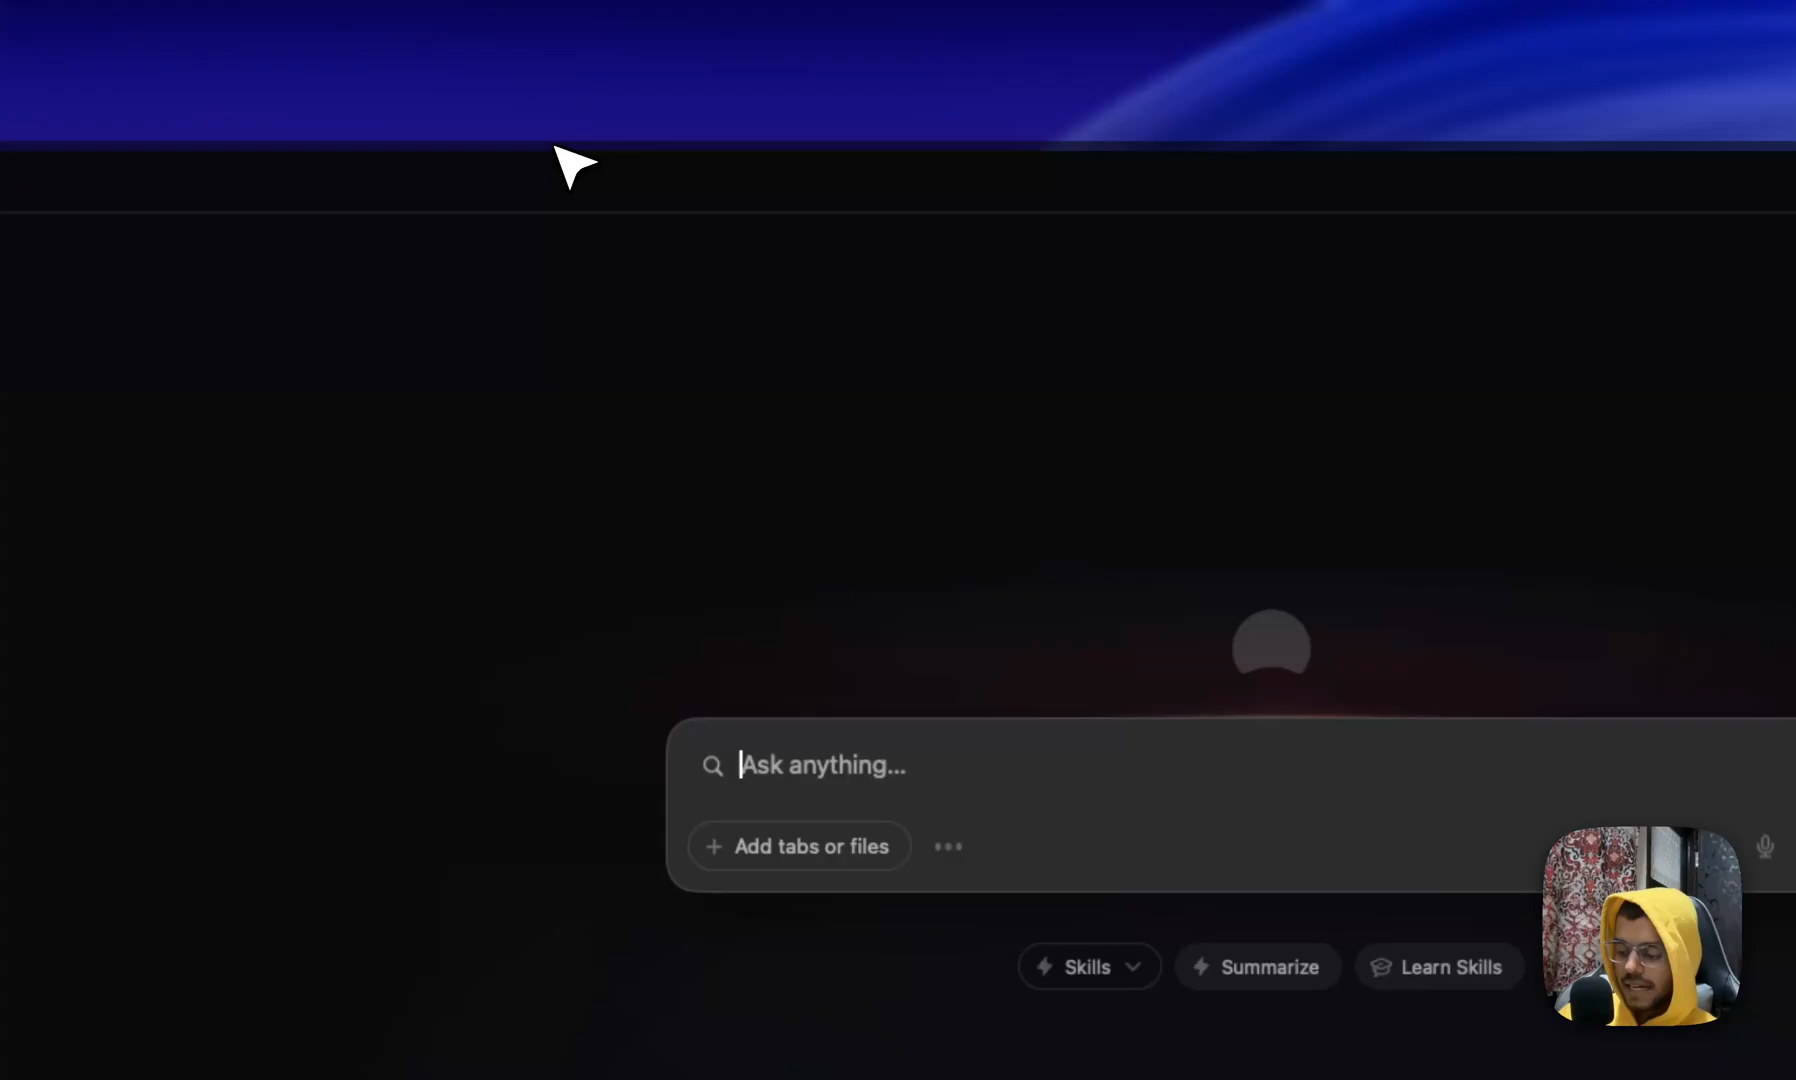 Ask anything...
Add tabs or files
Skills
Summarize
Learn Skills